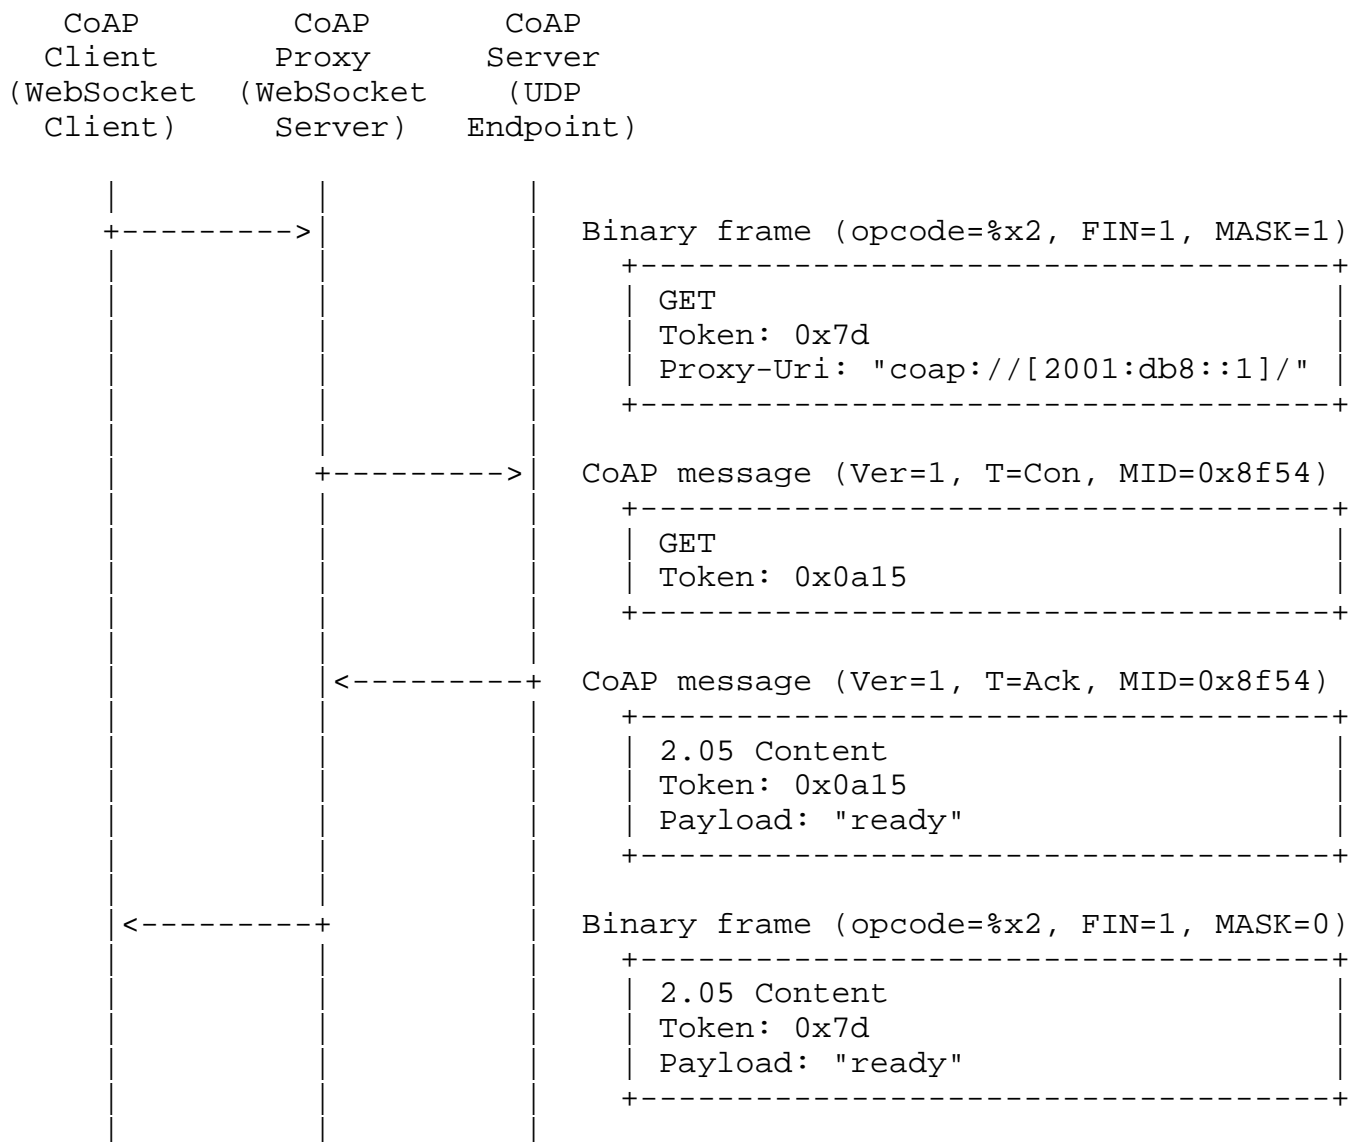 CoAP CoAP CoAP
Client Proxy Server
(WebSocket (WebSocket (UDP
Client) Server) Endpoint)
Binary frame (opcode=%x2, FIN=1, MASK=1)
GET
Token: 0x7d
Proxy-Uri: "coap://[2001:db8::1]/"
CoAP message (Ver=1, T=Con, MID=0x8f54)
GET
Token: 0x0a15
CoAP message (Ver=1, T=Ack, MID=0x8f54)
2.05 Content
Token: 0x0a15
Payload: "ready"
Binary frame (opcode=%x2, FIN=1, MASK=0)
2.05 Content
Token: 0x7d
Payload: "ready"